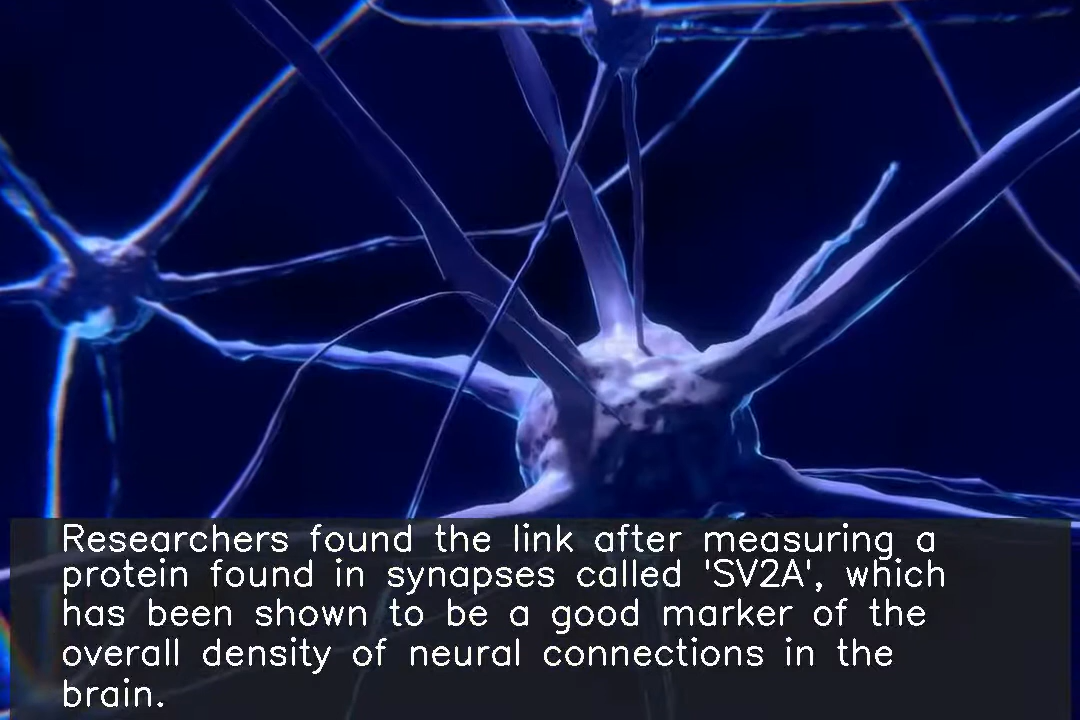 Researchers found the link after measuring a
protein found in synapses called 'SV2A', which
has been shown to be a good marker of the
overall density of neural connections in the
brain.